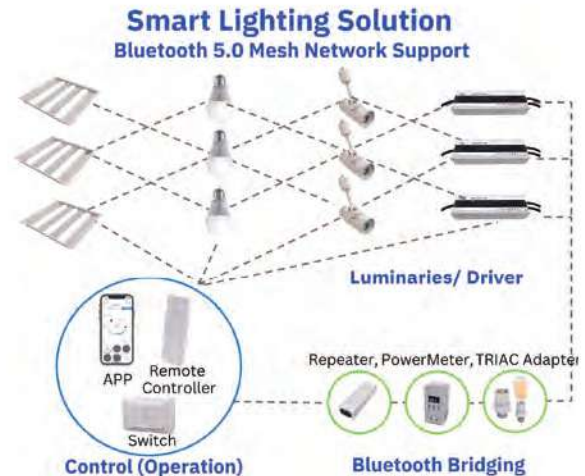 Smart Lighting Solution
Bluetooth 5.0 Mesh Network Support
Luminaries/ Driver
APP
Remote
Controller
Switch
Control (Operation)
Repeater, PowerMeter, TRIAC Adapter
Bluetooth Bridging